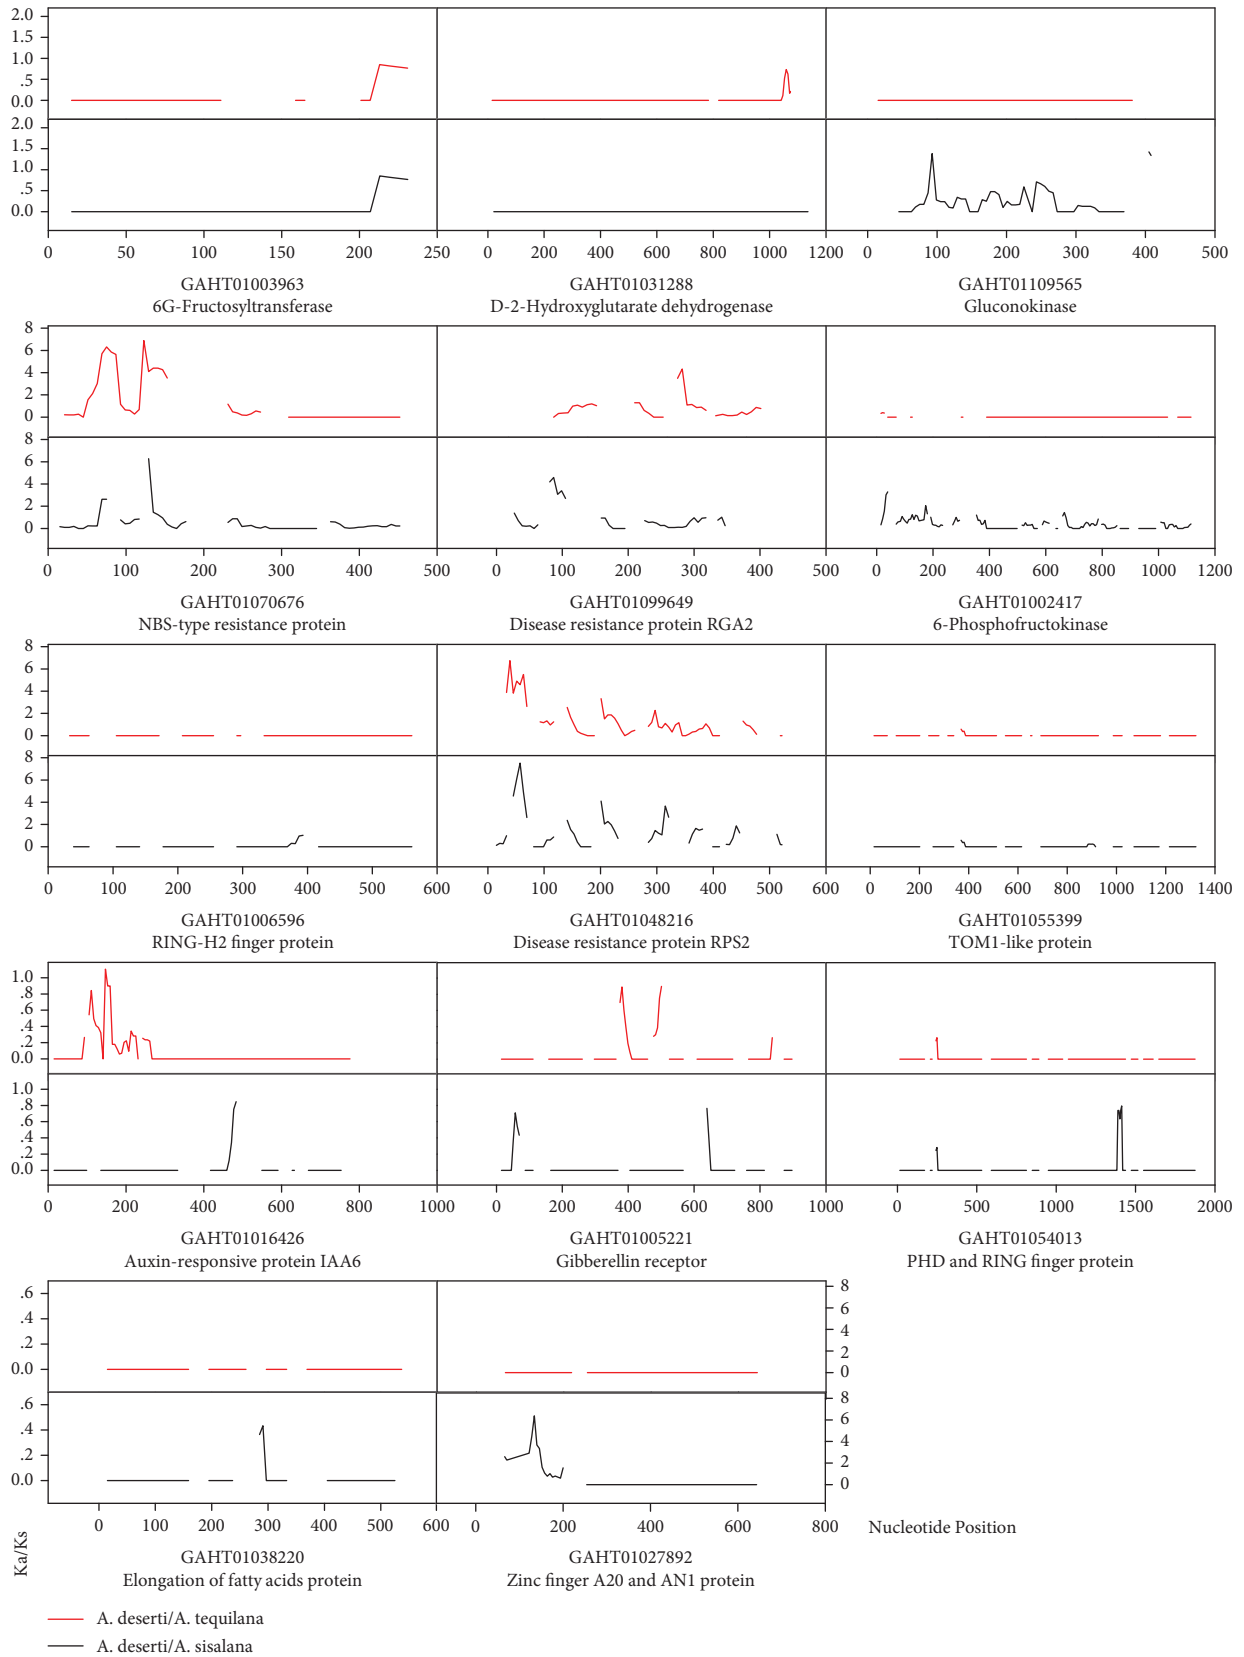 2.0
1.5
1.0
.5
0.0
2.0
1.5
1.0
.5
0.0
0 50 100 150 200 250 0 200 400 600 800 1000 1200 0 100 200 300 400 500
GAHT01003963 GAHT01031288 GAHT01109565
6G-Fructosyltransferase D-2-Hydroxyglutarate dehydrogenase Gluconokinase
8
6
4
2
0
8
6
4
2
0
0 100 200 300 400 500 0 100 200 300 400 500 0 200 400 600 800 1000 1200
GAHT01070676 GAHT01099649 GAHT01002417
NBS-type resistance protein Disease resistance protein RGA2 6-Phosphofructokinase
8
6
4
2
0
8
6
4
2
0
0 100 200 300 400 500 600 0 100 200 300 400 500 600 0 200 400 600 800 1000 1200 1400
GAHT01006596 GAHT01048216 GAHT01055399
RING-H2 finger protein Disease resistance protein RPS2 TOM1-like protein
1.0
.8
.6
.4
.2
0.0
1.0
.8
.6
.4
.2
0.0
0 200 400 600 800 1000 0 200 400 600 800 1000 0 500 1000 1500 2000
GAHT01016426 GAHT01005221 GAHT01054013
Auxin-responsive protein IAA6 Gibberellin receptor PHD and RING finger protein
.6 8
.4 6
.2 4
0.0 2
0
.6 8
.4 6
.2 4
0.0 2
0
0 100 200 300 400 500 600 0 200 400 600 800 Nucleotide Position
GAHT01038220 GAHT01027892
Elongation of fatty acids protein Zinc finger A20 and AN1 protein
Ka/Ks
A. deserti/A. tequilana
A. deserti/A. sisalana